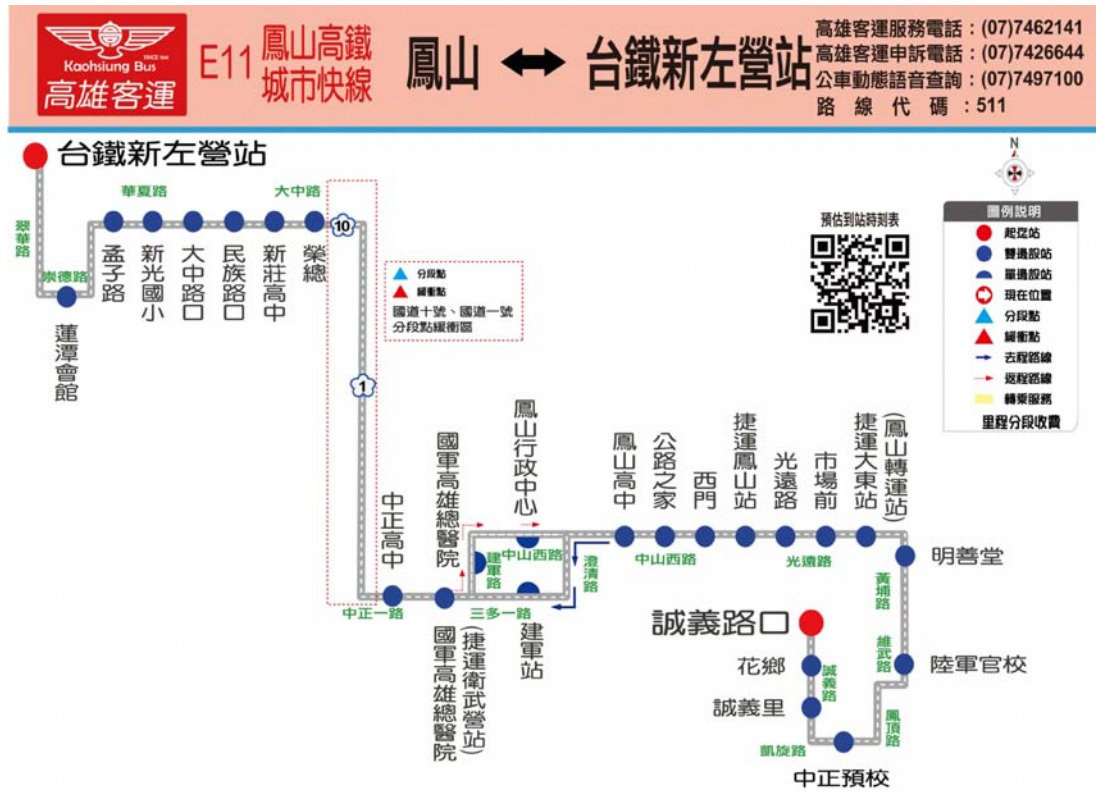 Kaohsiung Bus
高雄客運
E11
鳳山高鐵
城市快線
鳳山
台鐵新左營站
高雄客運服務電話：(07)7462141
高雄客運申訴電話：(07)7426644
公車動態語音查詢：(07)7497100
路線代碼：511
台鐵新左營站
翠華路
崇德路
蓮潭會館
華夏路
大中路
孟子路
新光國小
大中路口
民族路口
新莊高中
榮總
10
1
分段點
緩衝點
國道十號、國道一號
分段點緩衝區
預估到站時刻表
N
圖例說明
起迄站
雙邊設站
單邊設站
現在位置
分段點
緩衝點
去程路線
返程路線
轉乘服務
里程分段收費
中正高中
中正一路
國軍高雄總醫院
國軍高雄總醫院
(捷運衛武營站)
建軍路
鳳山行政中心
中山西路
三多一路
建軍站
澄清路
鳳山高中
公路之家
西門
捷運鳳山站
光遠路
市場前
捷運大東站
(鳳山轉運站)
中山西路
光遠路
明善堂
黃埔路
維武路
陸軍官校
鳳頂路
誠義路口
花鄉
誠義路
誠義里
凱旋路
中正預校